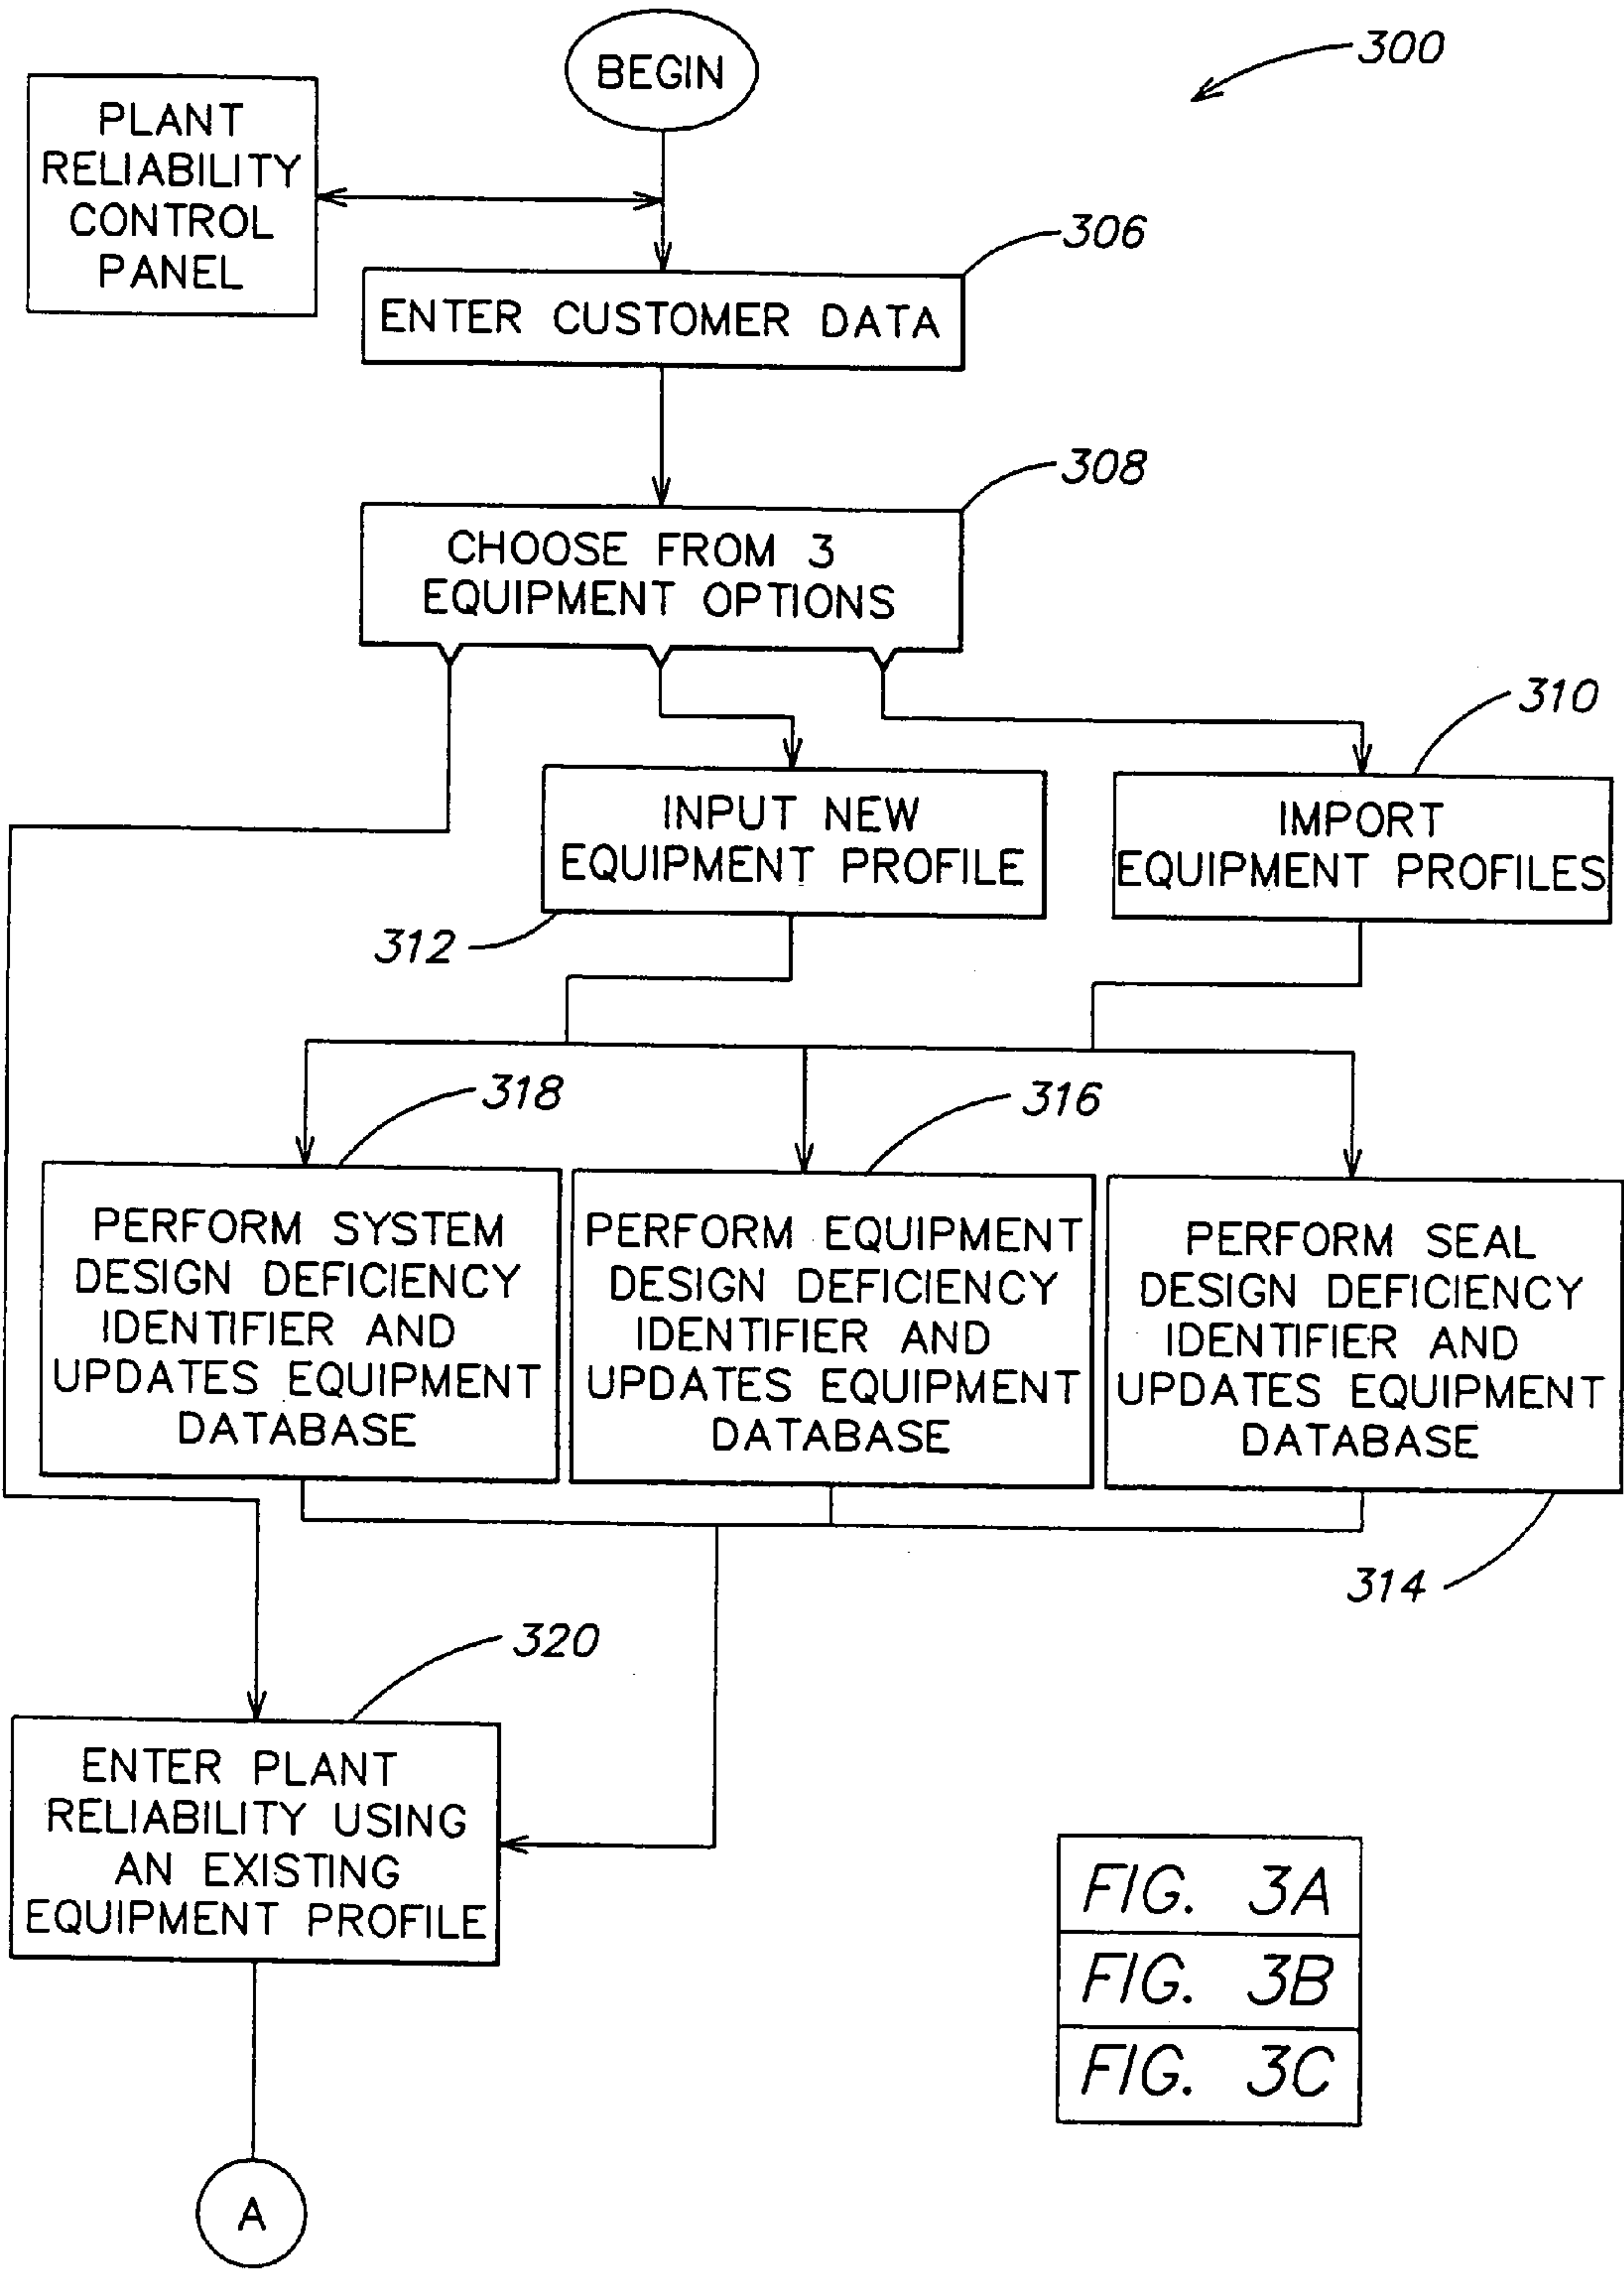 BEGIN
300
PLANT
RELIABILITY
CONTROL
PANEL
306
ENTER CUSTOMER DATA
308
CHOOSE FROM 3
EQUIPMENT OPTIONS
310
INPUT NEW
EQUIPMENT PROFILE
IMPORT
EQUIPMENT PROFILES
312
318
316
PERFORM SYSTEM
DESIGN DEFICIENCY
IDENTIFIER AND
UPDATES EQUIPMENT
DATABASE
PERFORM EQUIPMENT
DESIGN DEFICIENCY
IDENTIFIER AND
UPDATES EQUIPMENT
DATABASE
PERFORM SEAL
DESIGN DEFICIENCY
IDENTIFIER AND
UPDATES EQUIPMENT
DATABASE
314
320
ENTER PLANT
RELIABILITY USING
AN EXISTING
EQUIPMENT PROFILE
FIG. 3A
FIG. 3B
FIG. 3C
A